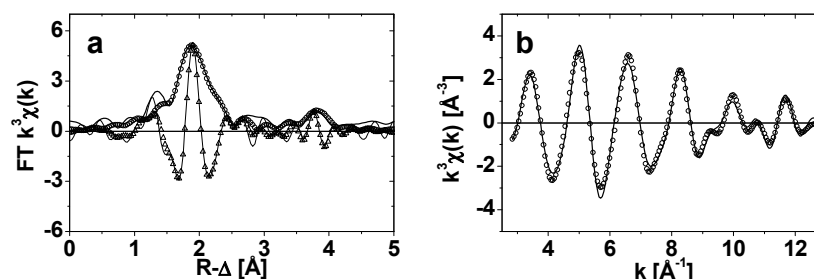 a
FT k³χ(k)
6
3
0
-3
-6
0 1 2 3 4 5
R-Δ [Å]
b
k³χ(k) [Å⁻³]
4
2
0
-2
-4
4 6 8 10 12
k [Å⁻¹]